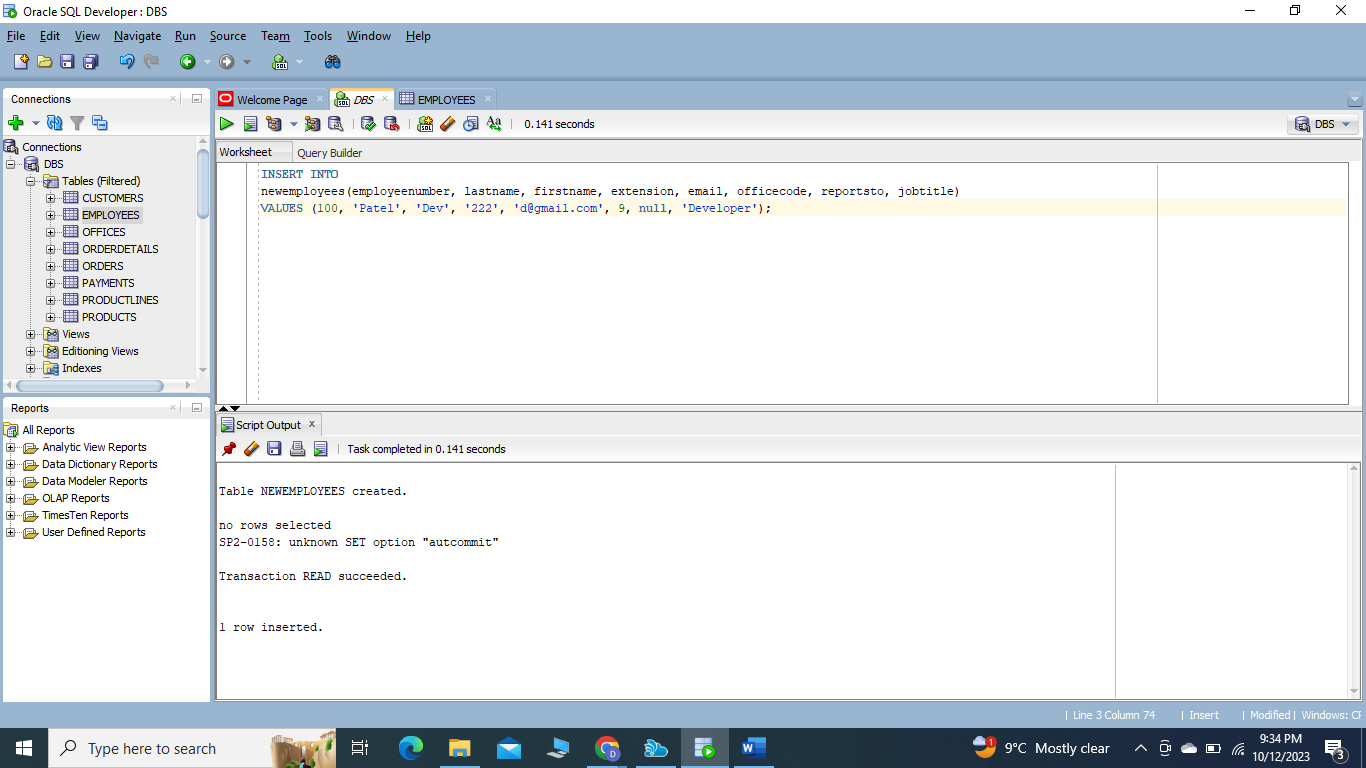 Oracle SQL Developer : DBS
File Edit View Navigate Run Source Team Tools Window Help
Connections
Connections
DBS
Tables (Filtered)
CUSTOMERS
EMPLOYEES
OFFICES
ORDERDETAILS
ORDERS
PAYMENTS
PRODUCTLINES
PRODUCTS
Views
Editioning Views
Indexes
Reports
All Reports
Analytic View Reports
Data Dictionary Reports
Data Modeler Reports
OLAP Reports
TimesTen Reports
User Defined Reports
Welcome Page DBS EMPLOYEES
0.141 seconds
DBS
Worksheet Query Builder
INSERT INTO
newemployees(employeenumber, lastname, firstname, extension, email, officecode, reportsto, jobtitle)
VALUES (100, 'Patel', 'Dev', '222', 'd@gmail.com', 9, null, 'Developer');
Script Output x
Task completed in 0.141 seconds
Table NEWEMPLOYEES created.
no rows selected
SP2-0158: unknown SET option "autcommit"
Transaction READ succeeded.
1 row inserted.
Line 3 Column 74 | Insert | Modified | Windows: CF
Type here to search
9°C Mostly clear
9:34 PM
10/12/2023
3